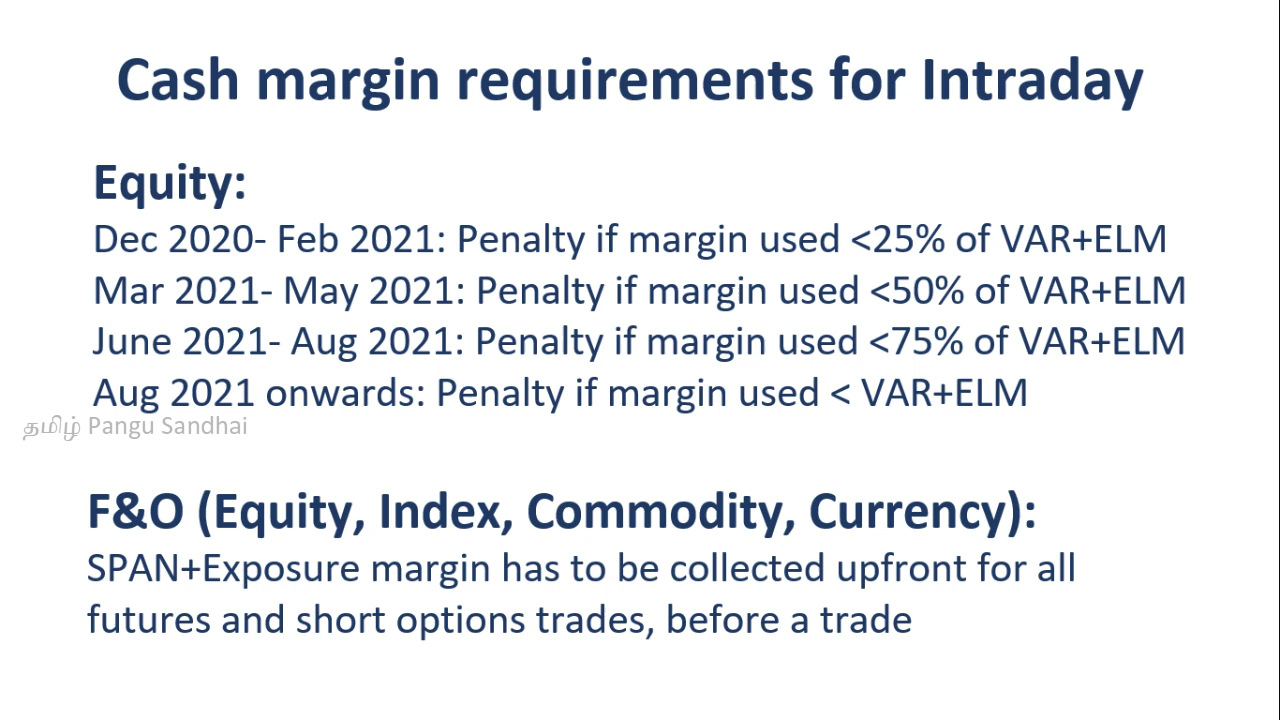 Cash margin requirements for Intraday
Equity:
Dec 2020- Feb 2021: Penalty if margin used <25% of VAR+ELM
Mar 2021- May 2021: Penalty if margin used <50% of VAR+ELM
June 2021- Aug 2021: Penalty if margin used <75% of VAR+ELM
Aug 2021 onwards: Penalty if margin used < VAR+ELM
தமிழ் Pangu Sandhai
F&O (Equity, Index, Commodity, Currency):
SPAN+Exposure margin has to be collected upfront for all
futures and short options trades, before a trade